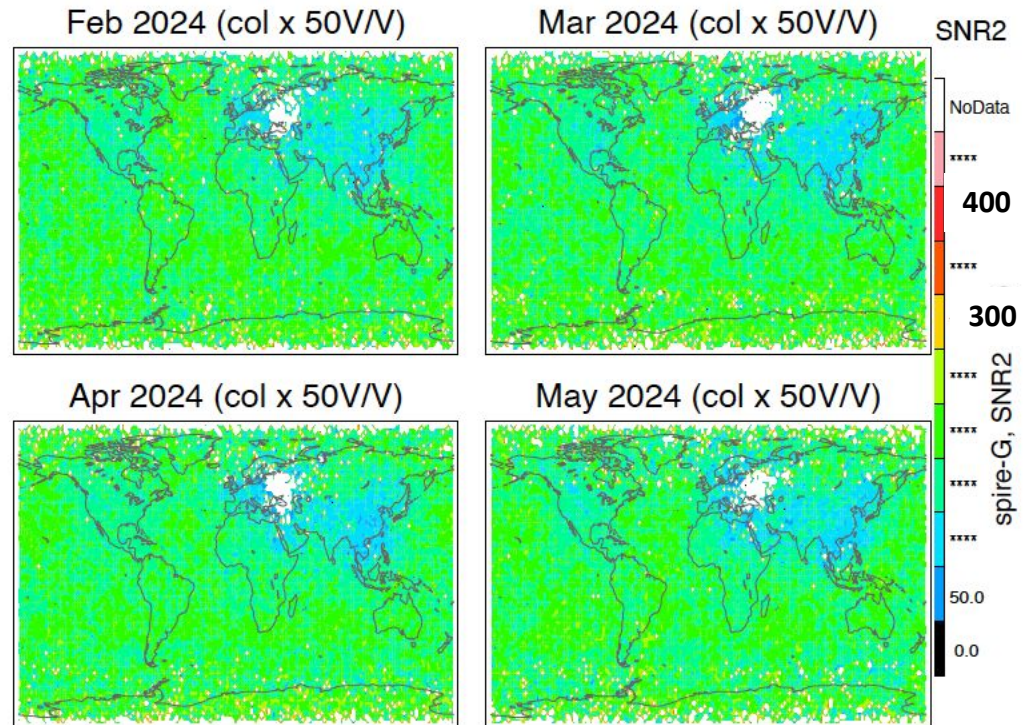 Feb 2024 (col x 50V/V)
Mar 2024 (col x 50V/V)
SNR2
NoData
****
400
****
300
****
****
****
****
50.0
0.0
spire-G, SNR2
Apr 2024 (col x 50V/V)
May 2024 (col x 50V/V)